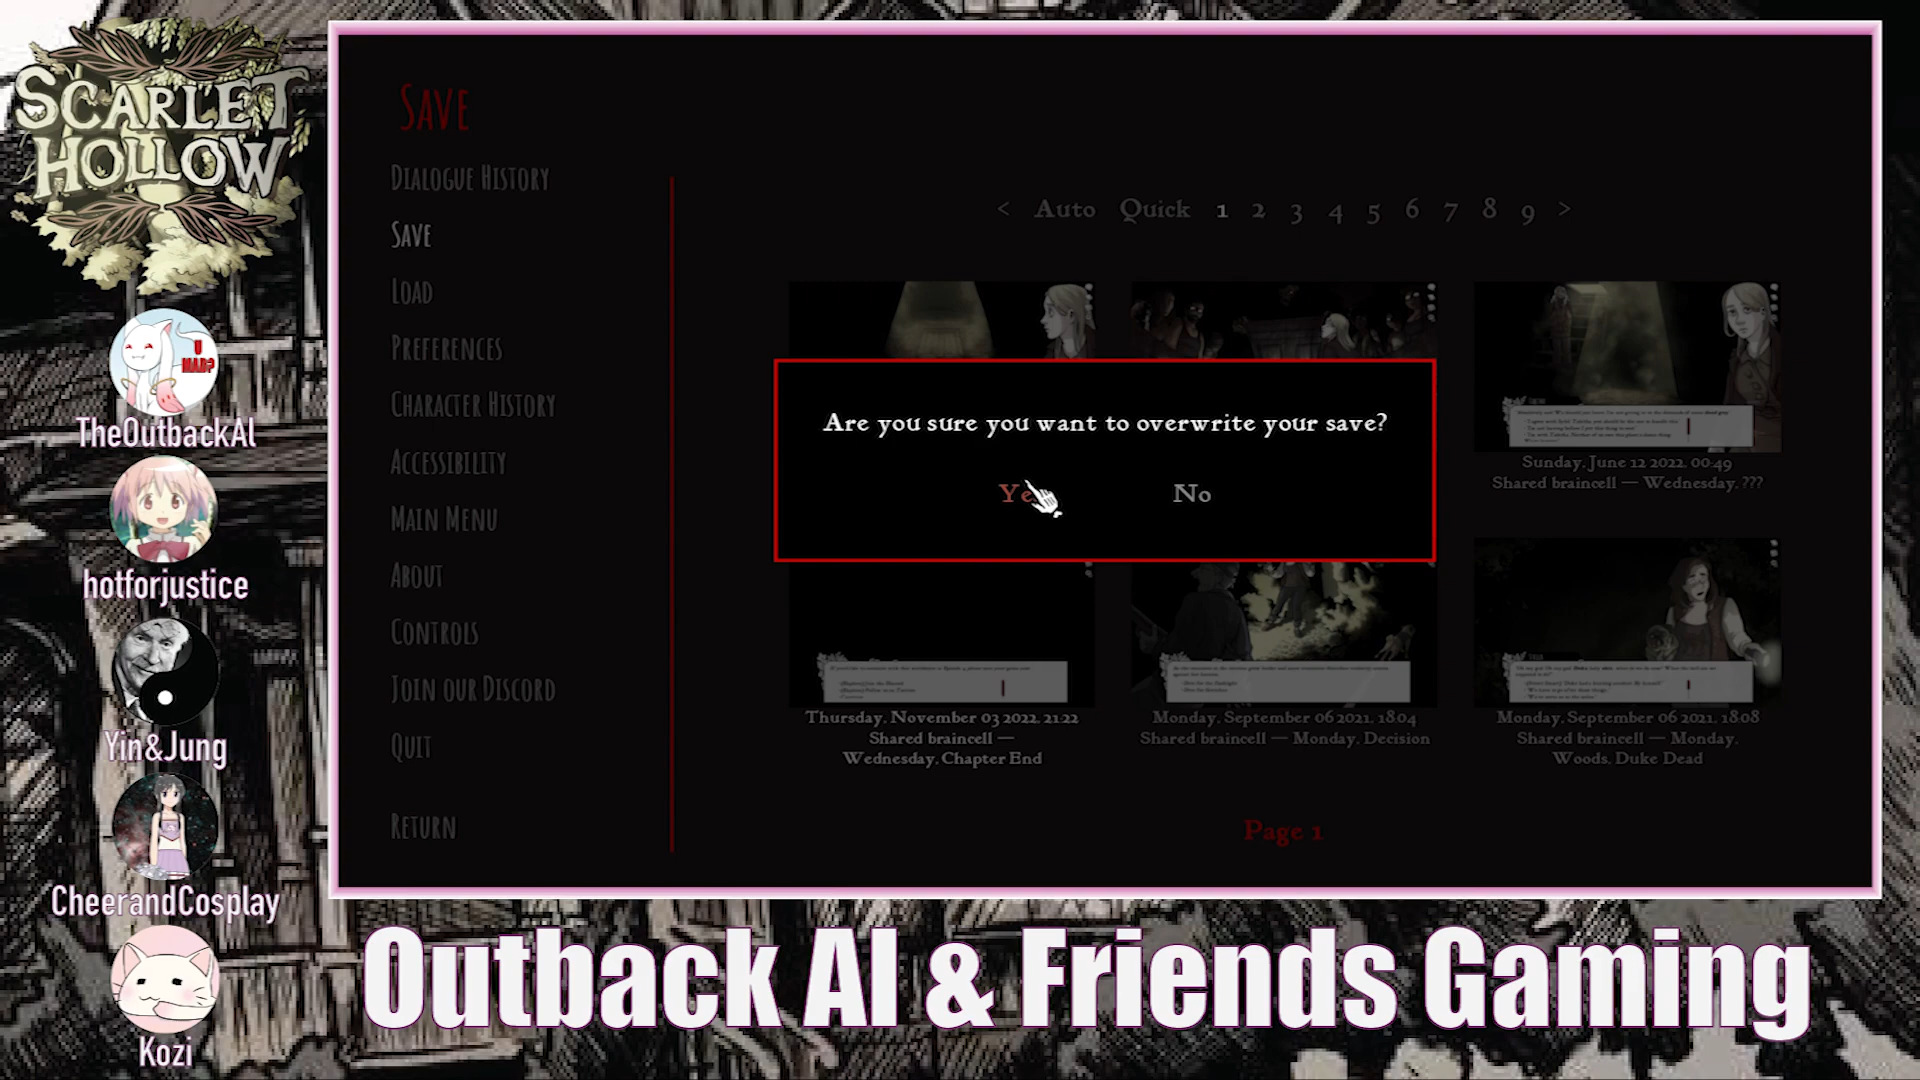 SCARLET
HOLLOW
U
MAD?
TheOutbackAl
hotforjustice
Yin&Jung
CheerandCosplay
Kozi
SAVE
DIALOGUE HISTORY
SAVE
LOAD
PREFERENCES
CHARACTER HISTORY
ACCESSIBILITY
MAIN MENU
ABOUT
CONTROLS
JOIN OUR DISCORD
QUIT
RETURN
< Auto Quick 1 2 3 4 5 6 7 8 9 >
Are you sure you want to overwrite your save?
No
Sunday, June 12 2022, 00:49
Shared braincell — Wednesday, ???
Thursday, November 03 2022, 21:22
Shared braincell —
Wednesday, Chapter End
Monday, September 06 2021, 18:04
Shared braincell — Monday, Decision
Monday, September 06 2021, 18:08
Shared braincell — Monday,
Woods, Duke Dead
Page 1
Outback Al & Friends Gaming